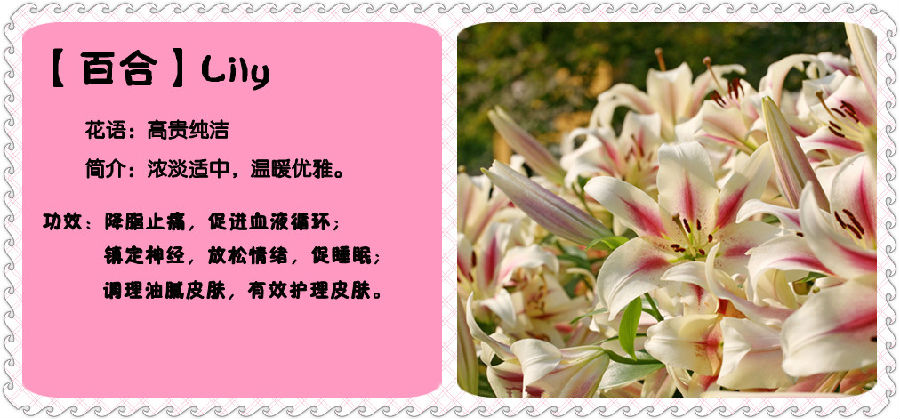 【百合】Lily
花语：高贵纯洁
简介：浓淡适中，温暖优雅。
功效：降脂止痛，促进血液循环；
镇定神经，放松情绪，促睡眠；
调理油腻皮肤，有效护理皮肤。